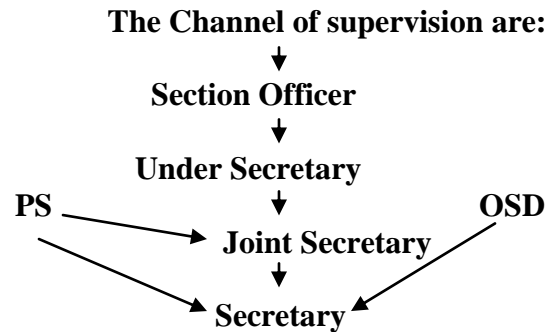 The Channel of supervision are:
Section Officer
Under Secretary
PS OSD
Joint Secretary
Secretary